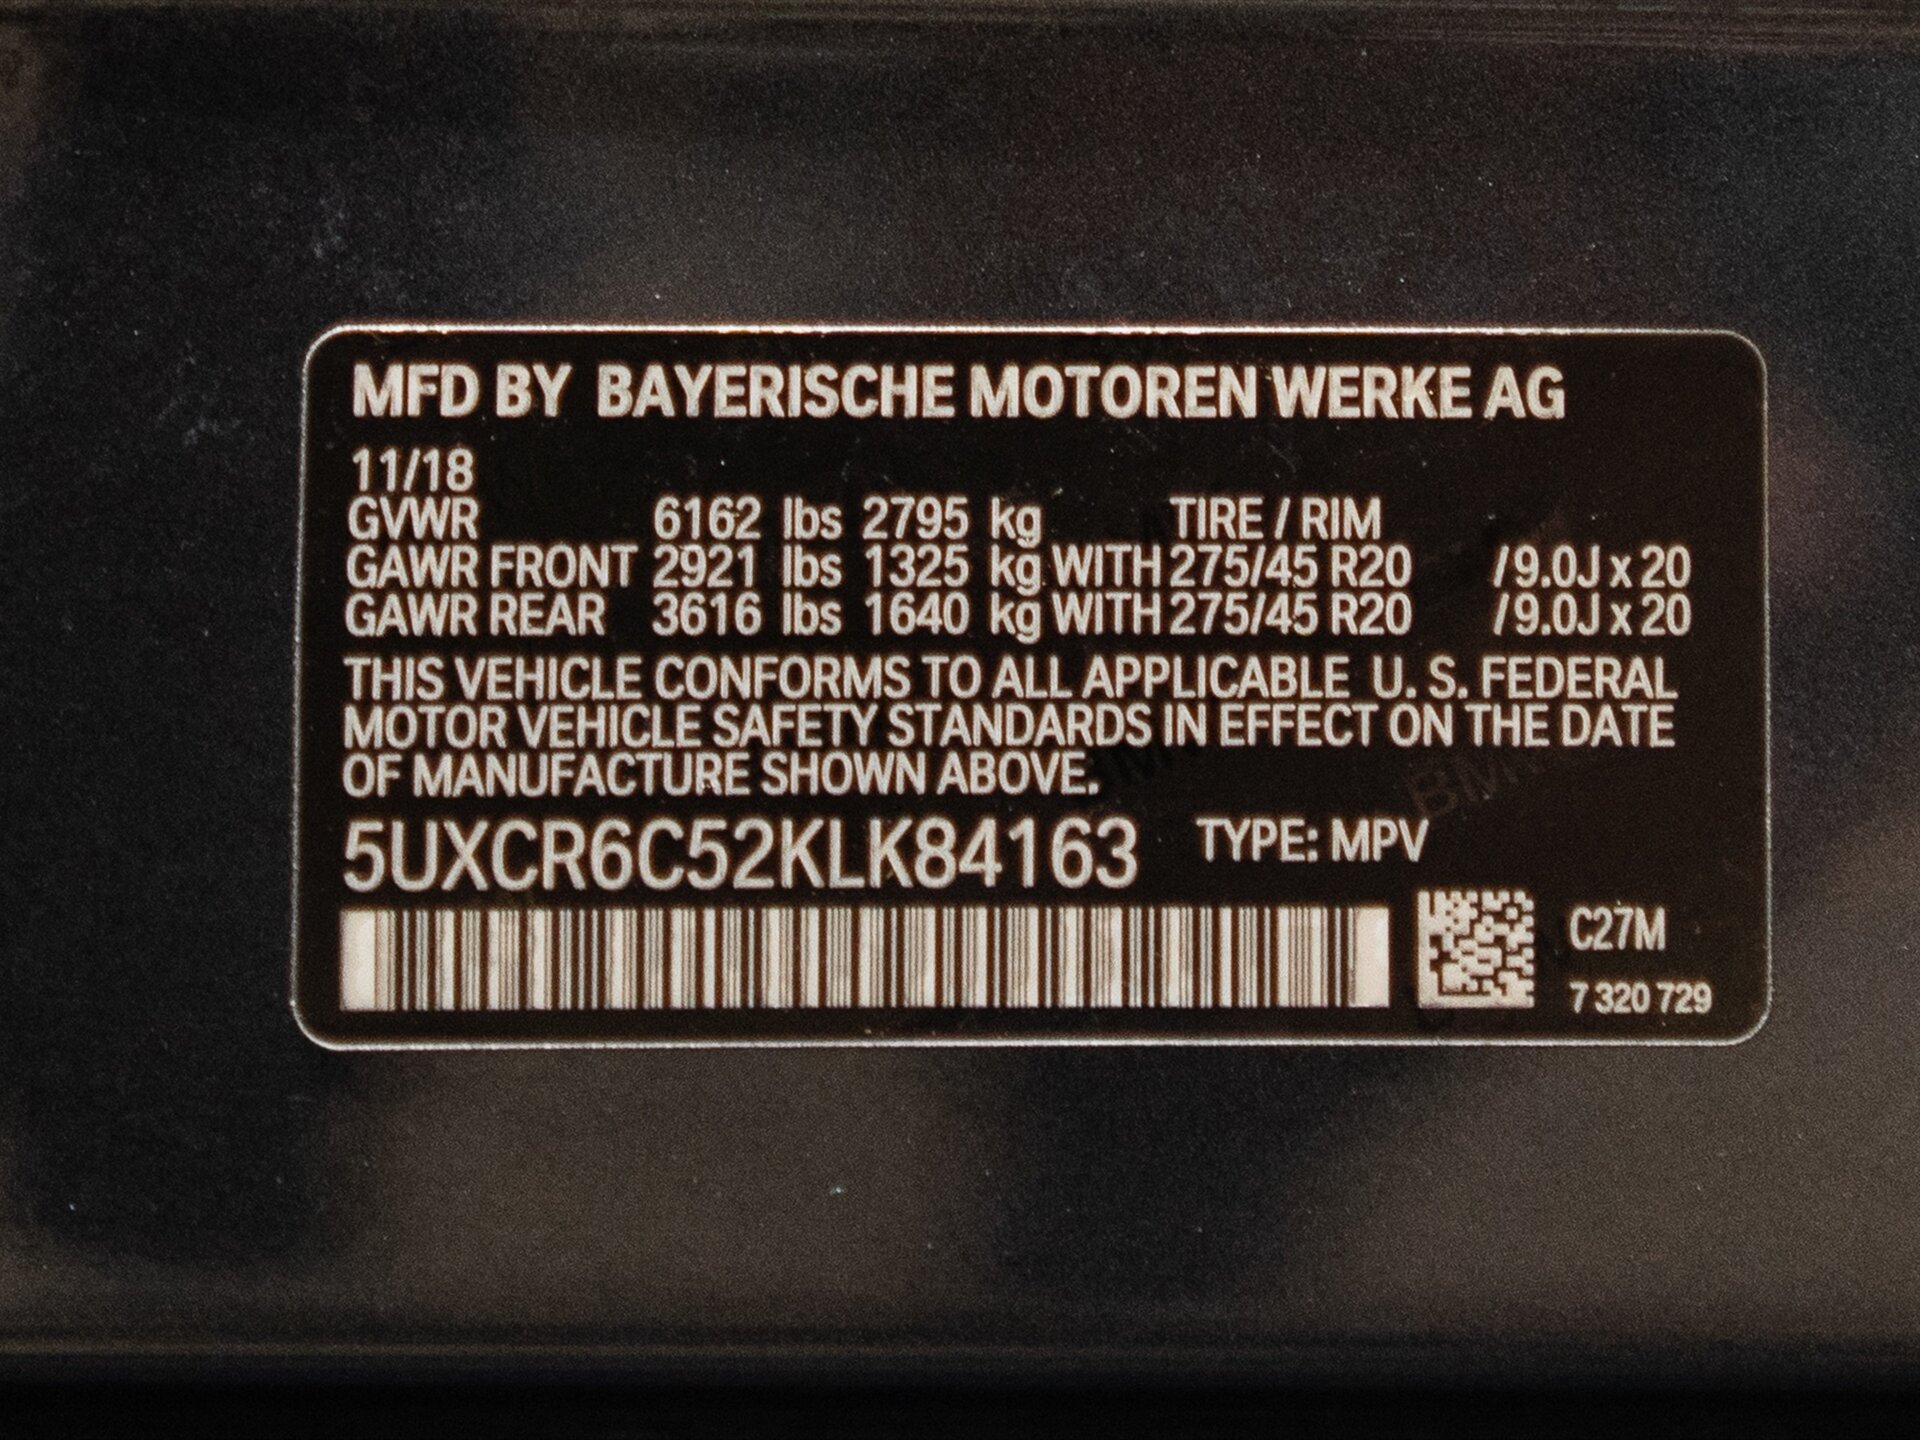 MFD BY BAYERISCHE MOTOREN WERKE AG
11/18
GVWR 6162 lbs 2795 kg TIRE / RIM
GAWR FRONT 2921 lbs 1325 kg WITH 275/45 R20 / 9.0J x 20
GAWR REAR 3616 lbs 1640 kg WITH 275/45 R20 / 9.0J x 20
THIS VEHICLE CONFORMS TO ALL APPLICABLE U. S. FEDERAL
MOTOR VEHICLE SAFETY STANDARDS IN EFFECT ON THE DATE
OF MANUFACTURE SHOWN ABOVE.
5UXCR6C52KLK84163 TYPE: MPV
C27M
7 320 729